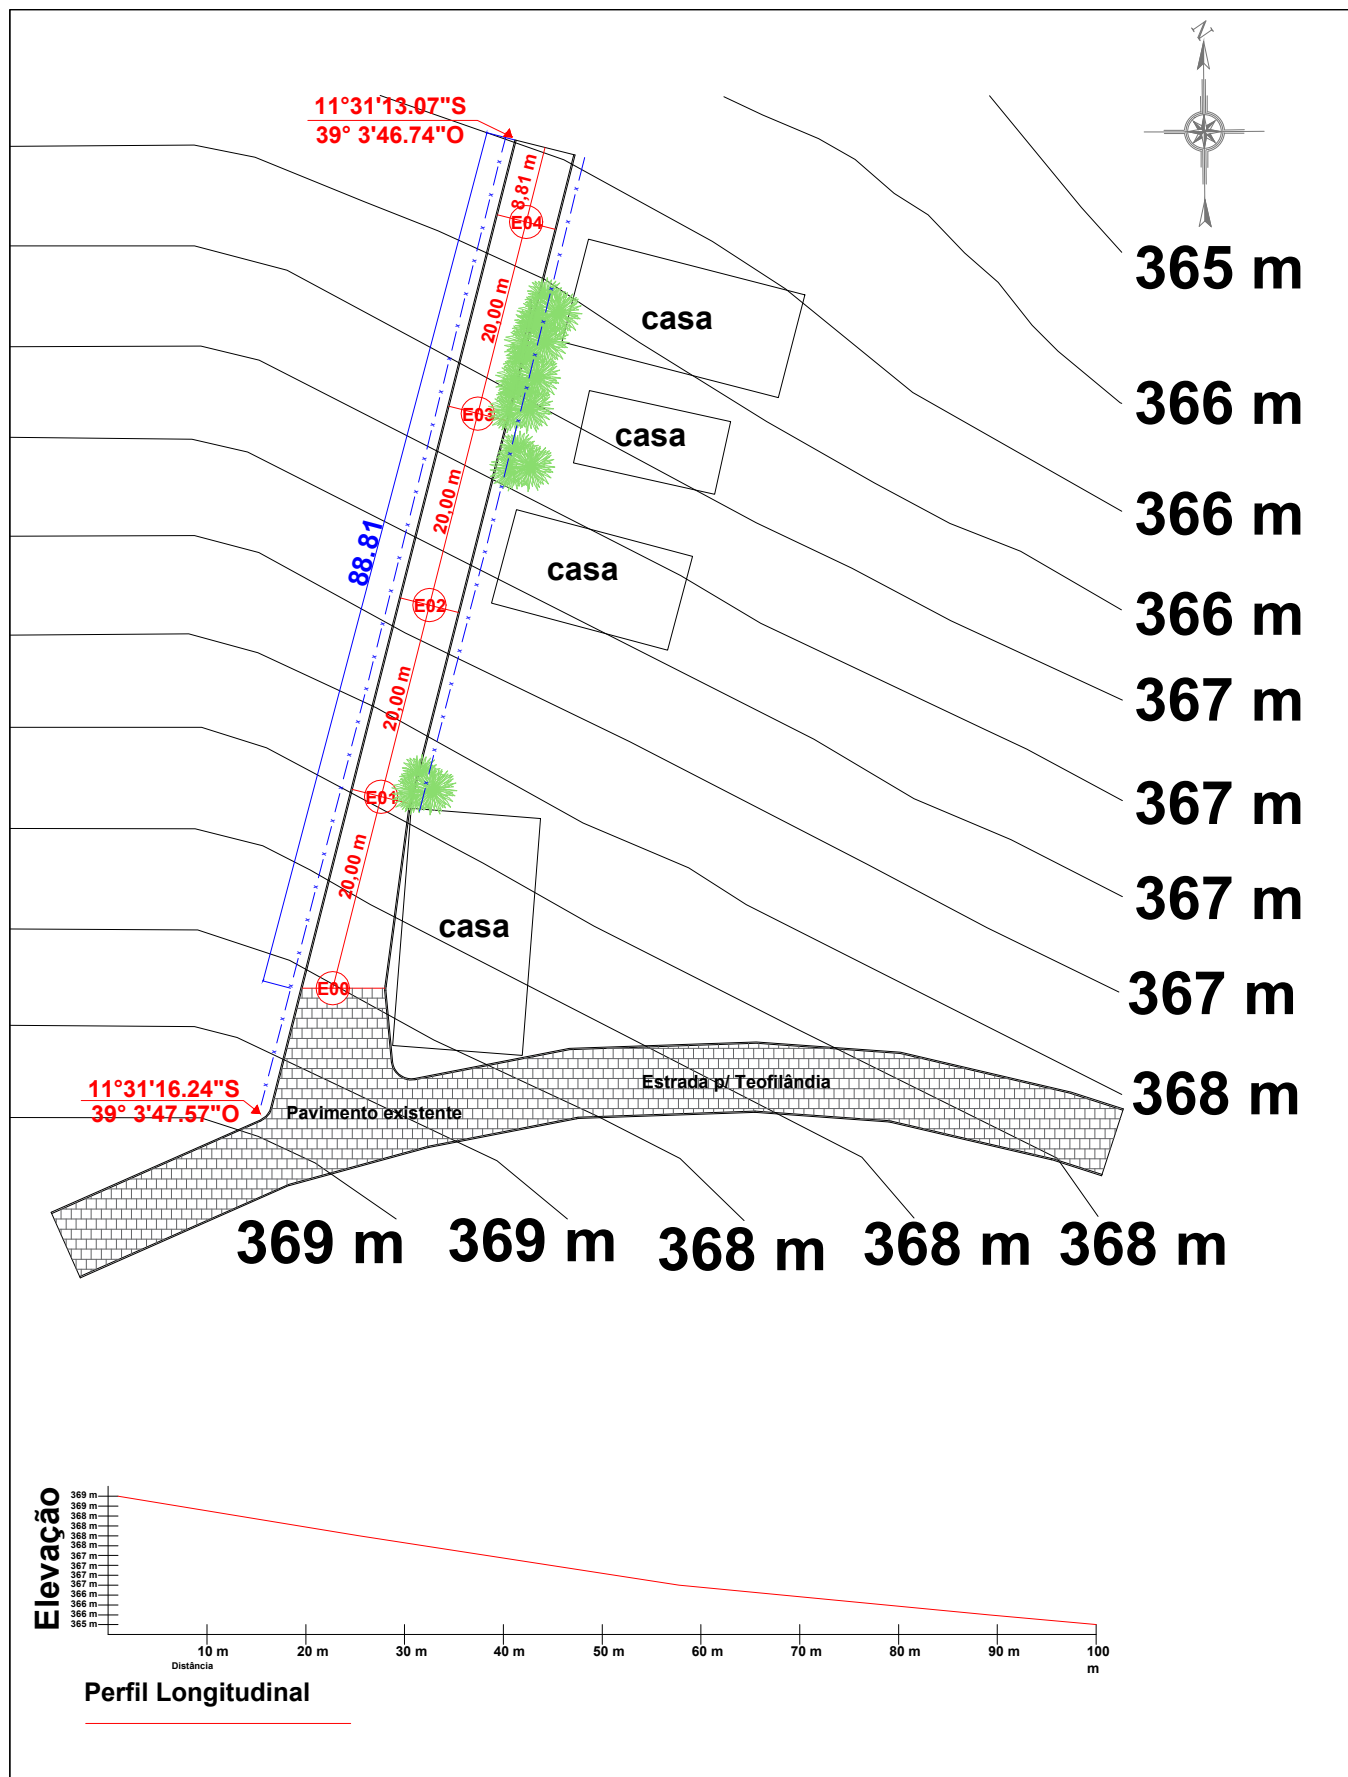 N
11°31'13.07"S
39° 3'46.74"O
8,81 m
E04
365 m
20,00 m
casa
366 m
E03
casa
20,00 m
366 m
88.81
casa
E02
366 m
20,00 m
367 m
E01
367 m
20,00 m
367 m
casa
E00
367 m
Estrada p/ Teofilândia
368 m
11°31'16.24"S
39° 3'47.57"O
Pavimento existente
369 m
369 m
368 m
368 m
368 m
Elevação
369 m
369 m
368 m
368 m
368 m
368 m
367 m
367 m
367 m
367 m
366 m
366 m
366 m
365 m
10 m
20 m
30 m
40 m
50 m
60 m
70 m
80 m
90 m
100
m
Distância
Perfil Longitudinal